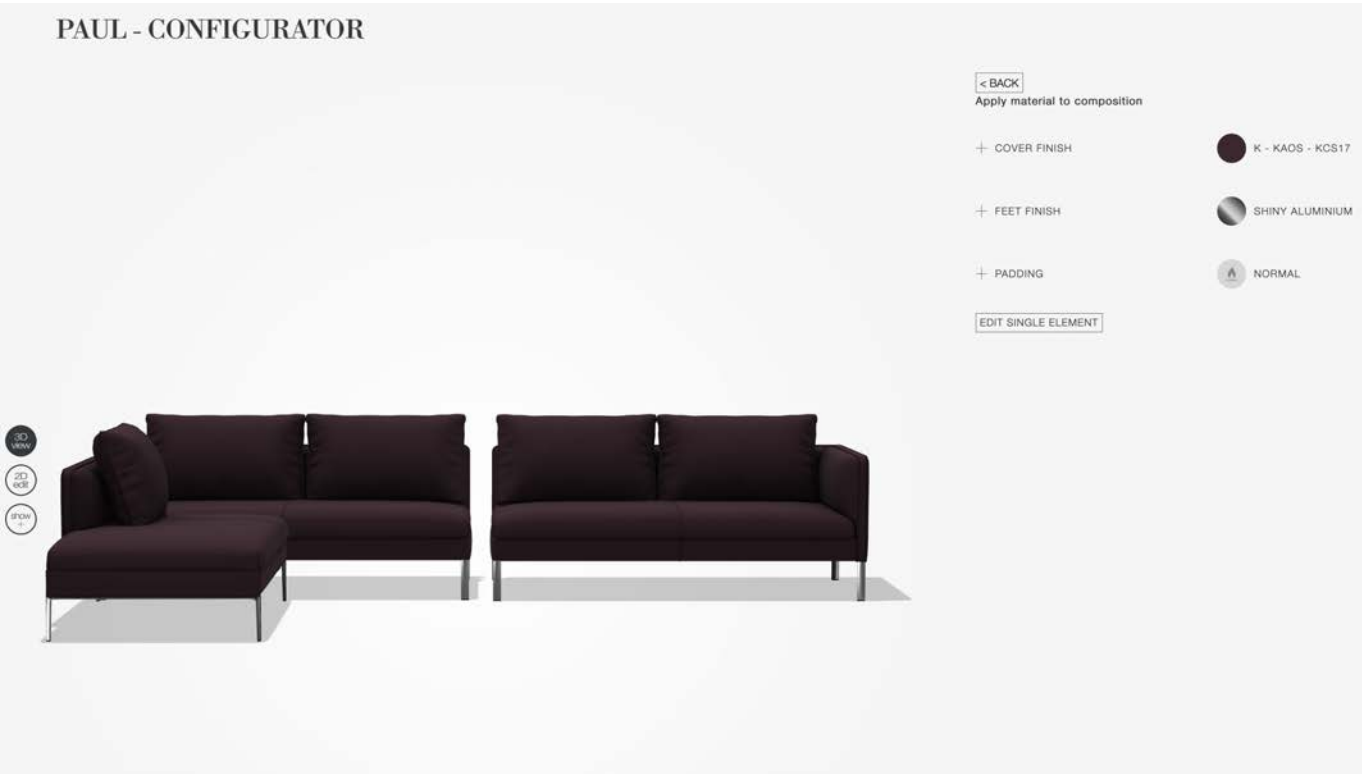 PAUL - CONFIGURATOR
< BACK
Apply material to composition
+ COVER FINISH
K - KAOS - KCS17
+ FEET FINISH
SHINY ALUMINIUM
+ PADDING
NORMAL
EDIT SINGLE ELEMENT
3D
view
2D
edit
show
+